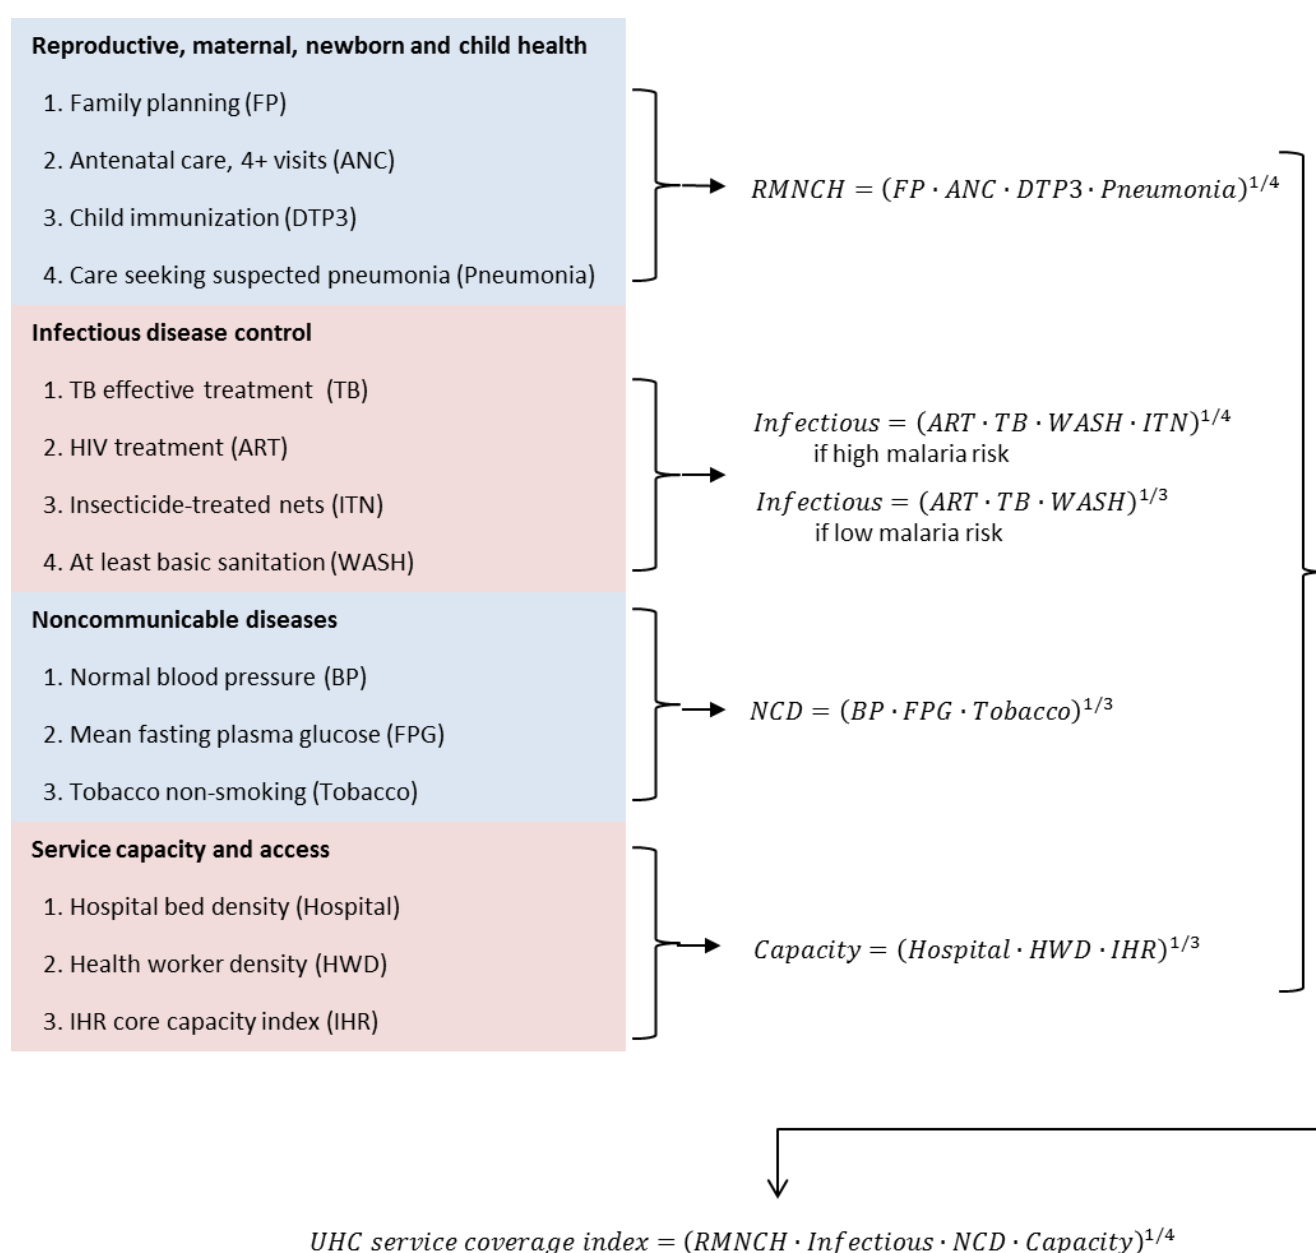 Reproductive, maternal, newborn and child health
1. Family planning (FP)
2. Antenatal care, 4+ visits (ANC)
3. Child immunization (DTP3)
4. Care seeking suspected pneumonia (Pneumonia)
RMNCH = (FP · ANC · DTP3 · Pneumonia)^{1/4}
Infectious disease control
1. TB effective treatment (TB)
2. HIV treatment (ART)
3. Insecticide-treated nets (ITN)
4. At least basic sanitation (WASH)
Infectious = (ART · TB · WASH · ITN)^{1/4}
if high malaria risk
Infectious = (ART · TB · WASH)^{1/3}
if low malaria risk
Noncommunicable diseases
1. Normal blood pressure (BP)
2. Mean fasting plasma glucose (FPG)
3. Tobacco non-smoking (Tobacco)
NCD = (BP · FPG · Tobacco)^{1/3}
Service capacity and access
1. Hospital bed density (Hospital)
2. Health worker density (HWD)
3. IHR core capacity index (IHR)
Capacity = (Hospital · HWD · IHR)^{1/3}
UHC service coverage index = (RMNCH · Infectious · NCD · Capacity)^{1/4}